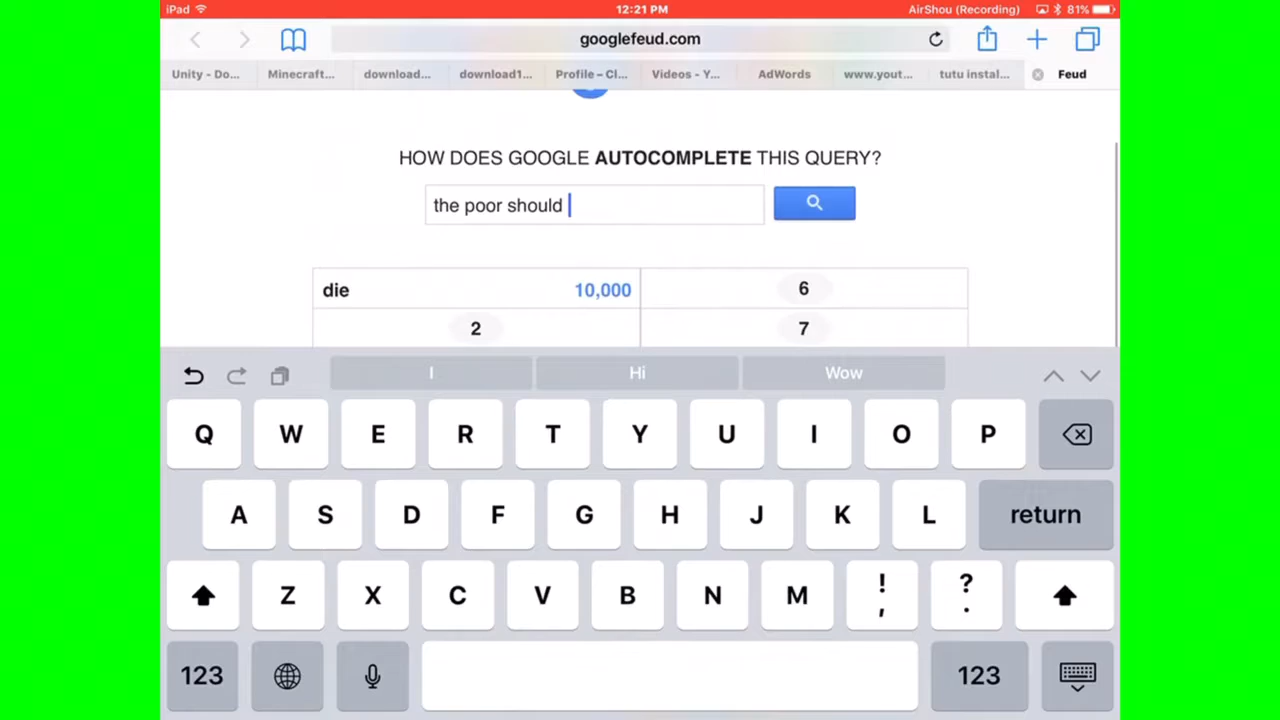 iPad 12:21 PM AirShou (Recording) 81%
googlefeud.com
Unity - Do... Minecraft... download... download1... Profile – Cl... Videos - Y... AdWords www.yout... tutu instal... Feud
HOW DOES GOOGLE AUTOCOMPLETE THIS QUERY?
the poor should
die 10,000 6
2 7
I Hi Wow
Q W E R T Y U I O P
A S D F G H J K L return
Z X C V B N M ! , ? .
123 123